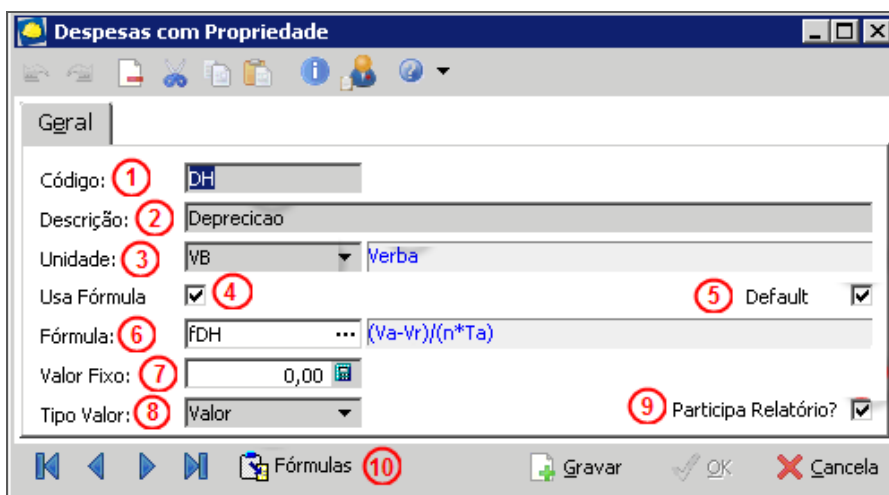 Despesas com Propriedade
Geral
Código: 1 DH
Descrição: 2 Deprecicao
Unidade: 3 VB Verba
Usa Fórmula 4 5 Default
Fórmula: 6 fDH ... (Va-Vr)/(n*Ta)
Valor Fixo: 7 0,00
Tipo Valor: 8 Valor 9 Participa Relatório?
Fórmulas 10 Gravar OK Cancela